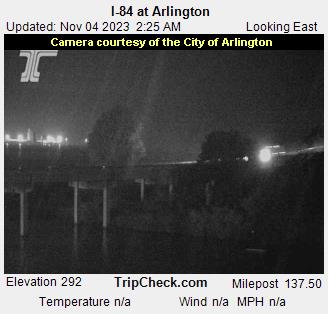 I-84 at Arlington
Updated: Nov 04 2023 2:25 AM Looking East
Camera courtesy of the City of Arlington
Elevation 292 TripCheck.com Milepost 137.50
Temperature n/a Wind n/a MPH n/a